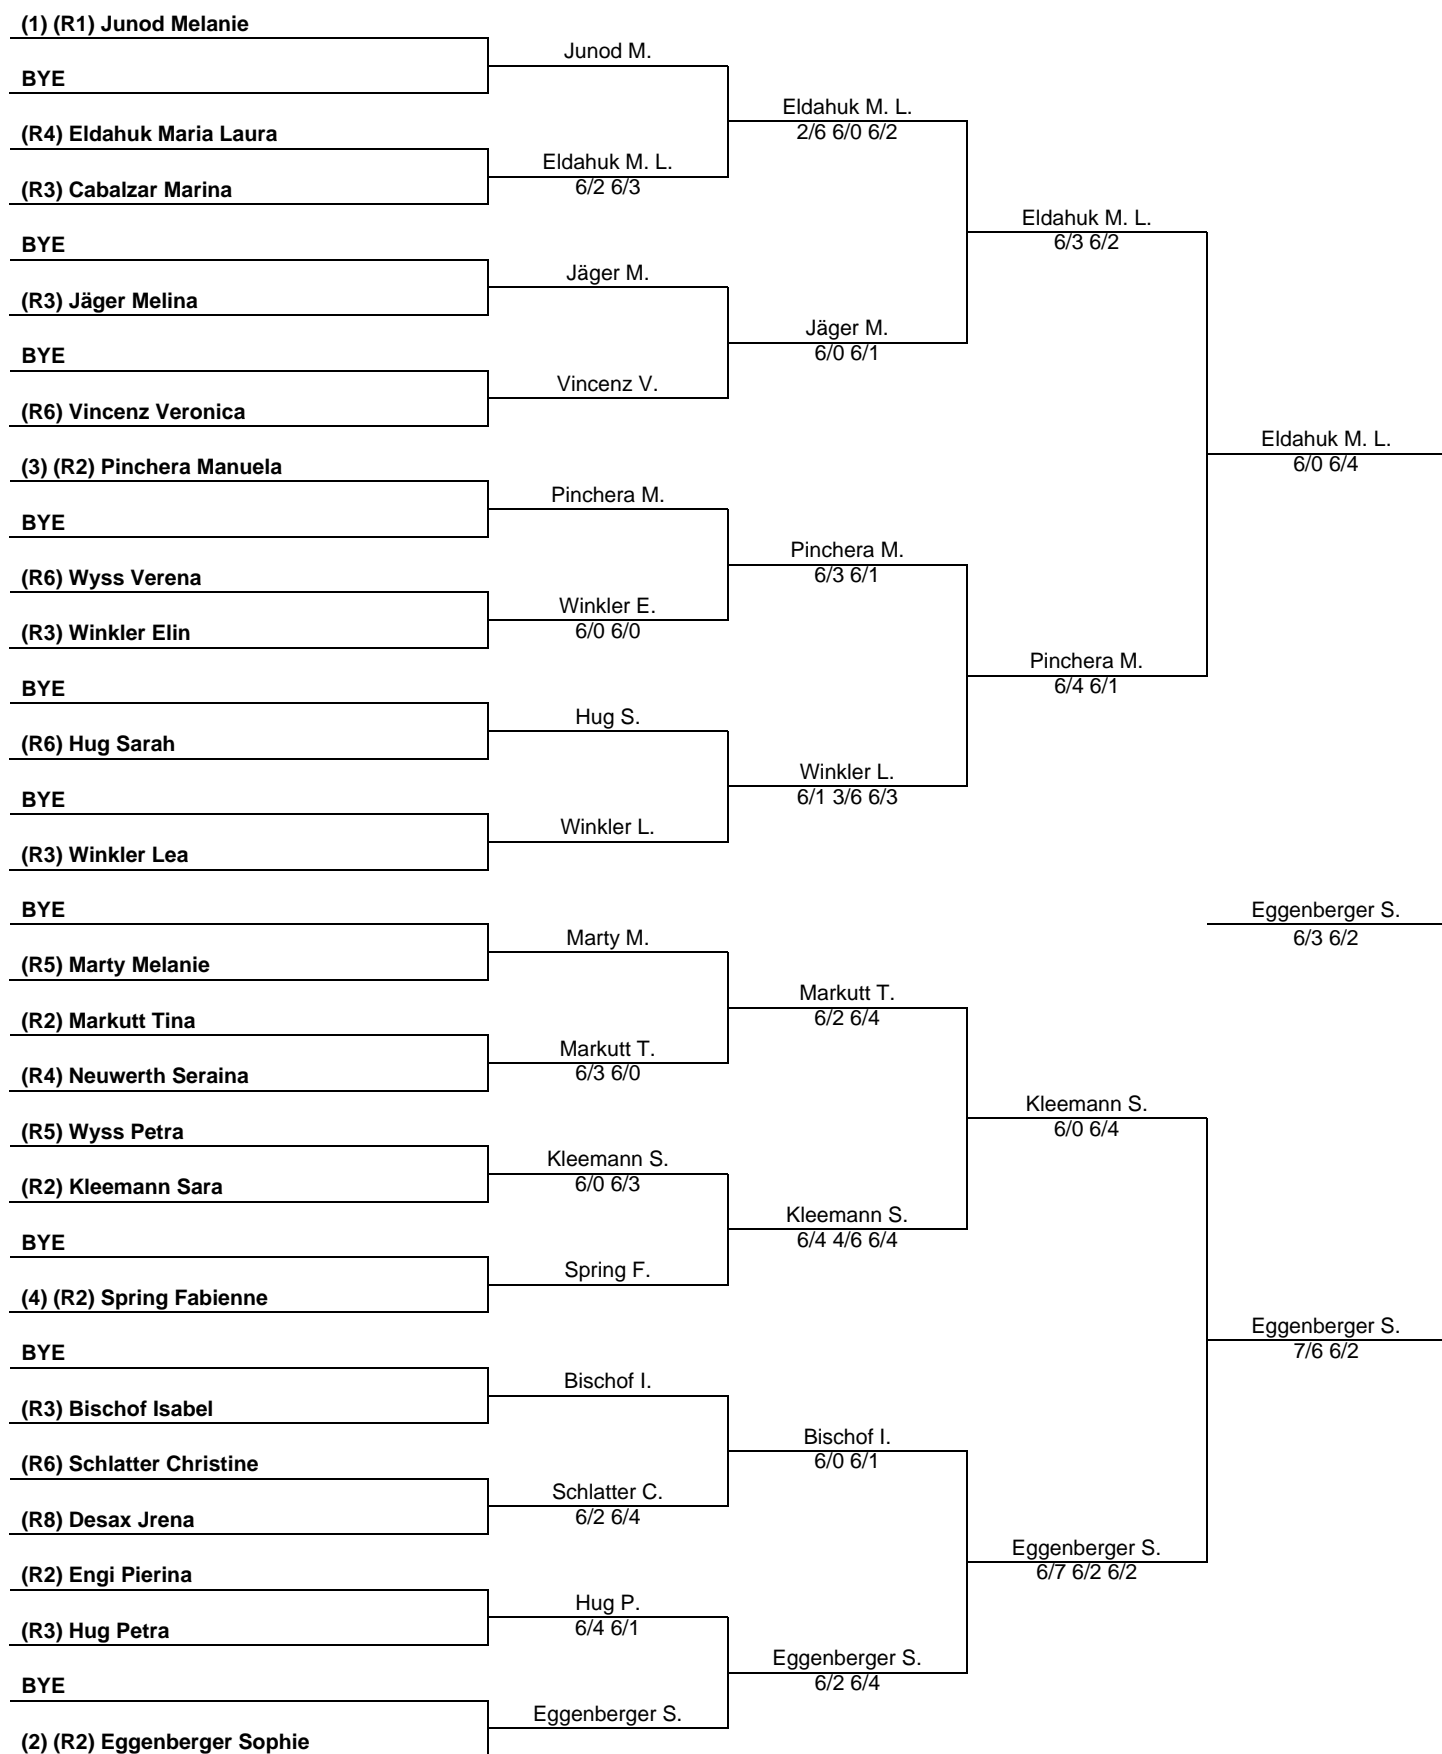 (1) (R1) Junod Melanie
BYE
(R4) Eldahuk Maria Laura
(R3) Cabalzar Marina
BYE
(R3) Jäger Melina
BYE
(R6) Vincenz Veronica
(3) (R2) Pinchera Manuela
BYE
(R6) Wyss Verena
(R3) Winkler Elin
BYE
(R6) Hug Sarah
BYE
(R3) Winkler Lea
BYE
(R5) Marty Melanie
(R2) Markutt Tina
(R4) Neuwerth Seraina
(R5) Wyss Petra
(R2) Kleemann Sara
BYE
(4) (R2) Spring Fabienne
BYE
(R3) Bischof Isabel
(R6) Schlatter Christine
(R8) Desax Jrena
(R2) Engi Pierina
(R3) Hug Petra
BYE
(2) (R2) Eggenberger Sophie
Junod M.
Eldahuk M. L.
6/2 6/3
Jäger M.
Vincenz V.
Pinchera M.
Winkler E.
6/0 6/0
Hug S.
Winkler L.
Marty M.
Markutt T.
6/3 6/0
Kleemann S.
6/0 6/3
Spring F.
Bischof I.
Schlatter C.
6/2 6/4
Hug P.
6/4 6/1
Eggenberger S.
Eldahuk M. L.
2/6 6/0 6/2
Jäger M.
6/0 6/1
Pinchera M.
6/3 6/1
Winkler L.
6/1 3/6 6/3
Markutt T.
6/2 6/4
Kleemann S.
6/4 4/6 6/4
Bischof I.
6/0 6/1
Eggenberger S.
6/2 6/4
Eldahuk M. L.
6/3 6/2
Pinchera M.
6/4 6/1
Kleemann S.
6/0 6/4
Eggenberger S.
6/7 6/2 6/2
Eldahuk M. L.
6/0 6/4
Eggenberger S.
6/3 6/2
Eggenberger S.
7/6 6/2